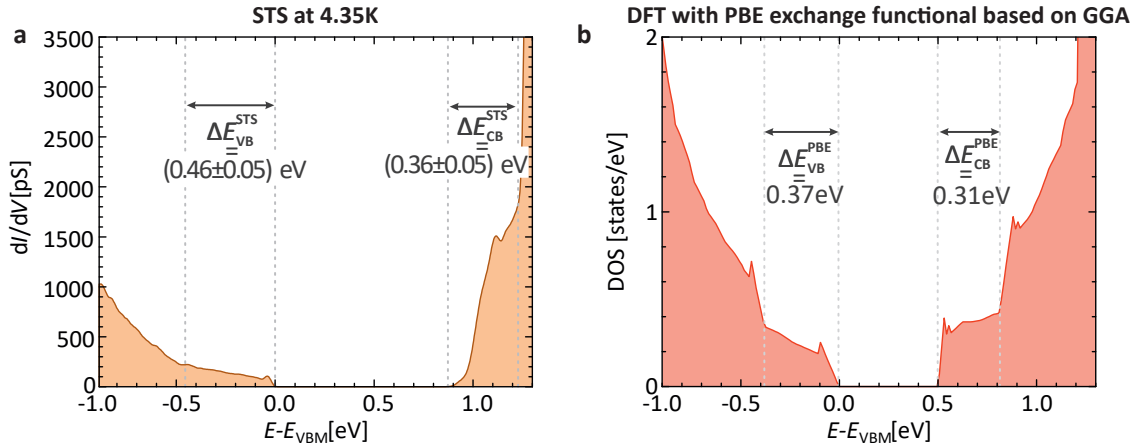 STS at 4.35K
a
3500
3000
2500
2000
1500
1000
500
0
dI/dV[pS]
ΔE_VB^STS
=
(0.46±0.05) eV
ΔE_CB^STS
=
(0.36±0.05) eV
-1.0 -0.5 0.0 0.5 1.0
E-E_VBM[eV]
DFT with PBE exchange functional based on GGA
b
2
1
0
DOS [states/eV]
ΔE_VB^PBE
=
0.37eV
ΔE_CB^PBE
=
0.31eV
-1.0 -0.5 0.0 0.5 1.0
E-E_VBM[eV]